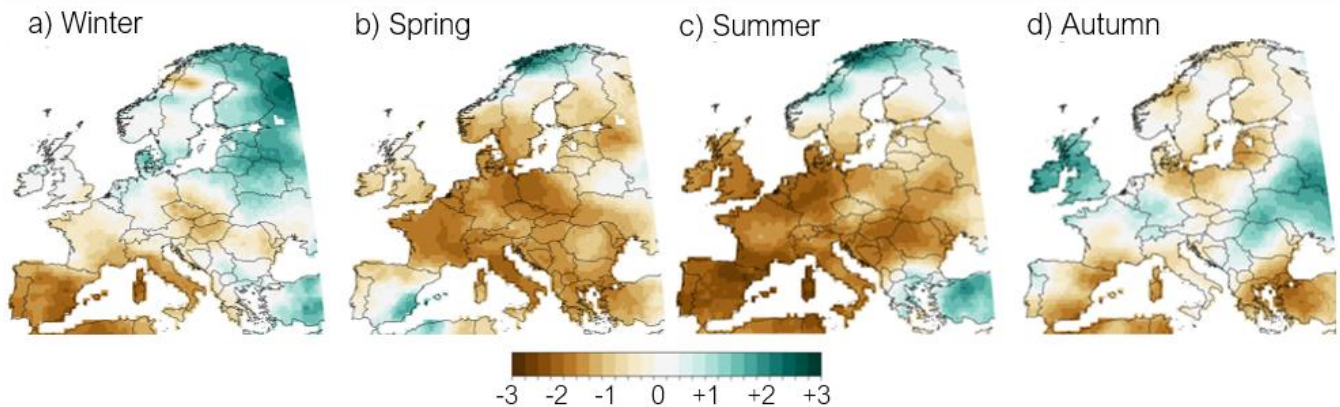 a) Winter
b) Spring
c) Summer
d) Autumn
-3 -2 -1 0 +1 +2 +3